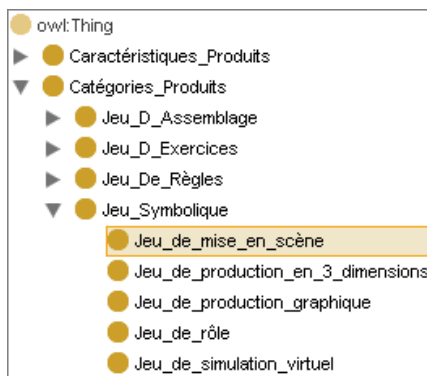 owl:Thing
Caractéristiques_Produits
Catégories_Produits
Jeu_D_Assemblage
Jeu_D_Exercices
Jeu_De_Règles
Jeu_Symbolique
Jeu_de_mise_en_scène
Jeu_de_production_en_3_dimensions
Jeu_de_production_graphique
Jeu_de_rôle
Jeu_de_simulation_virtuel